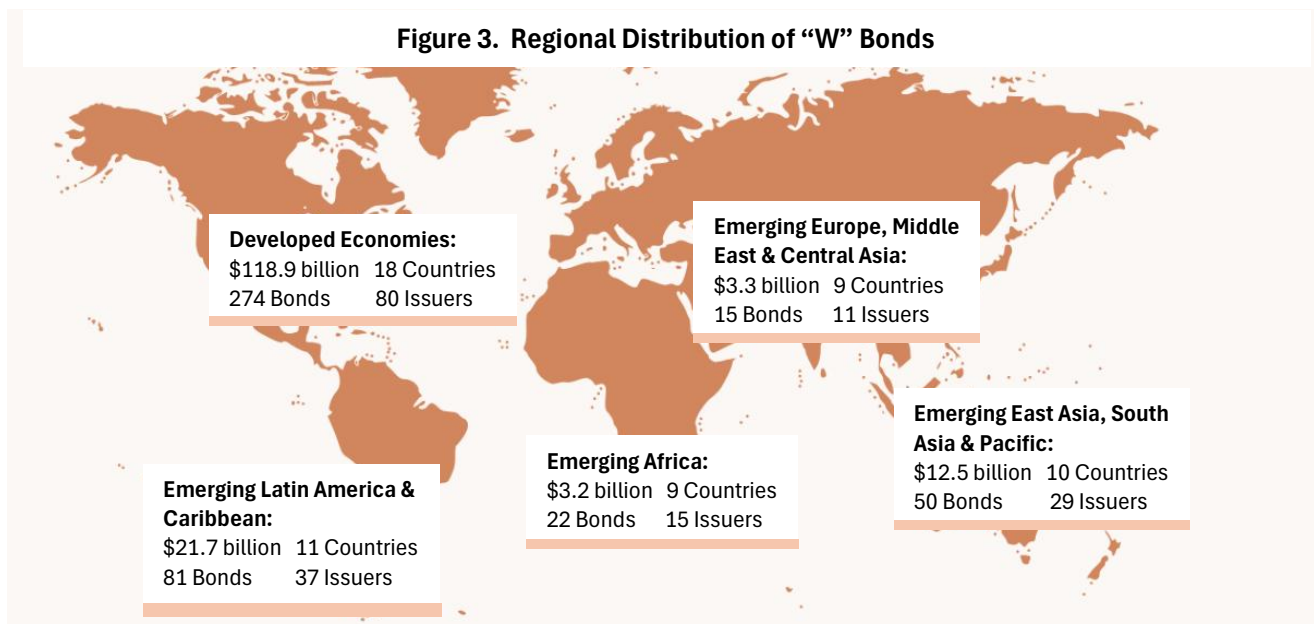 Figure 3. Regional Distribution of “W” Bonds
Developed Economies:
$118.9 billion 18 Countries
274 Bonds 80 Issuers
Emerging Europe, Middle
East & Central Asia:
$3.3 billion 9 Countries
15 Bonds 11 Issuers
Emerging Latin America &
Caribbean:
$21.7 billion 11 Countries
81 Bonds 37 Issuers
Emerging Africa:
$3.2 billion 9 Countries
22 Bonds 15 Issuers
Emerging East Asia, South
Asia & Pacific:
$12.5 billion 10 Countries
50 Bonds 29 Issuers